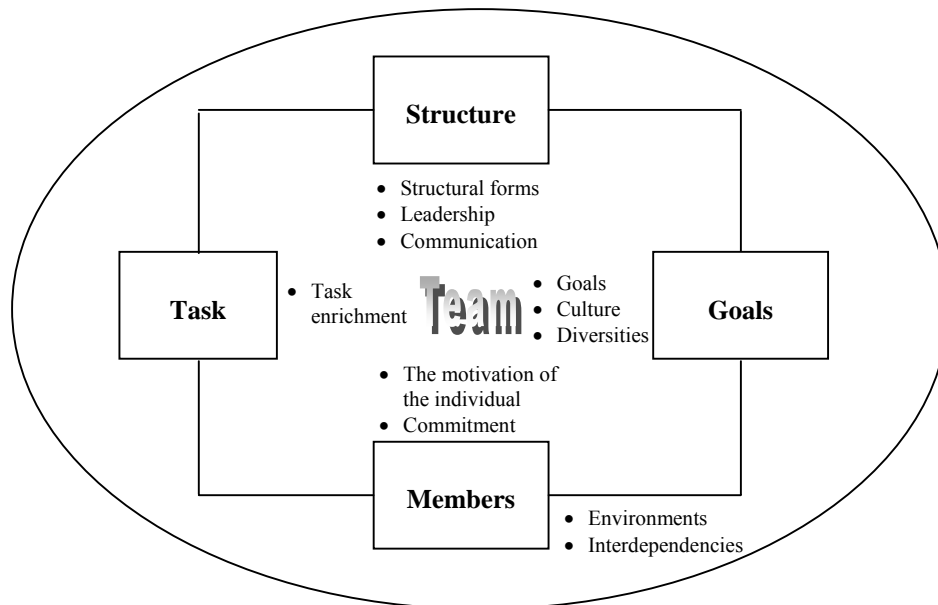 Structure
• Structural forms
• Leadership
• Communication
Task
• Task
enrichment
Team
• Goals
• Culture
• Diversities
Goals
• The motivation of
the individual
• Commitment
Members
• Environments
• Interdependencies